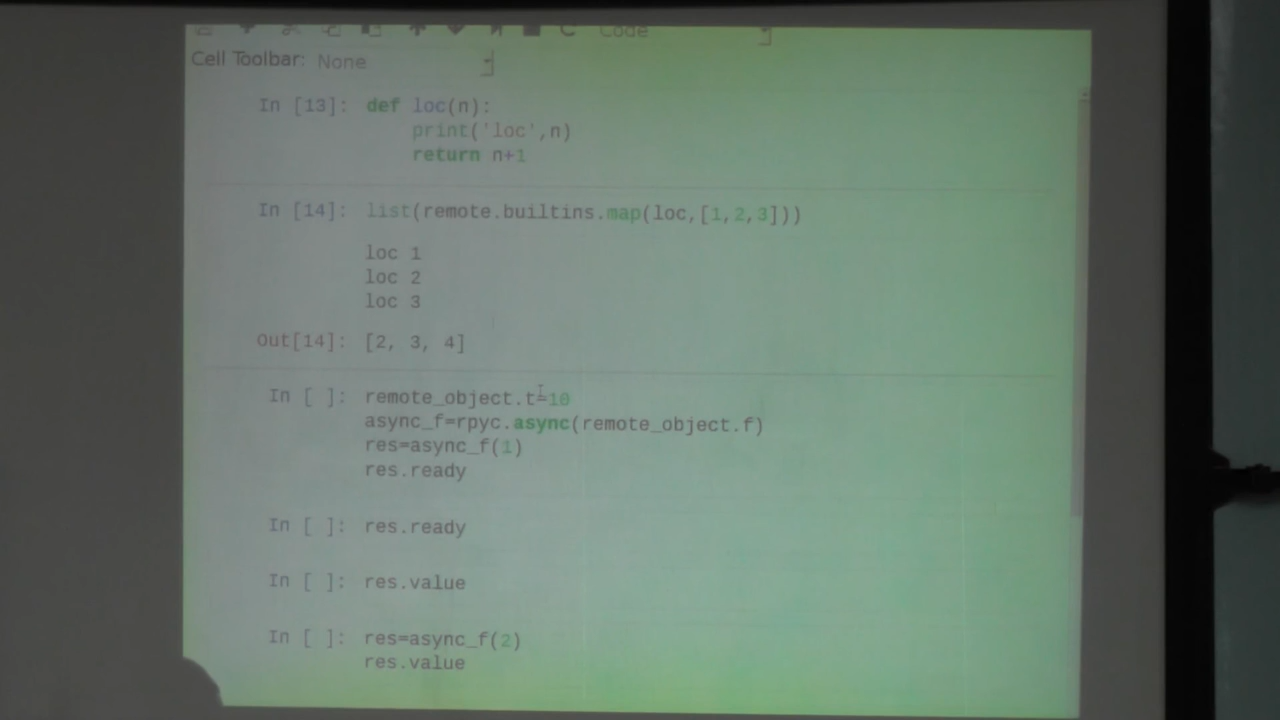 Code
Cell Toolbar: None
In [13]: def loc(n):
print('loc',n)
return n+1
In [14]: list(remote.builtins.map(loc,[1,2,3]))
loc 1
loc 2
loc 3
Out[14]: [2, 3, 4]
In [ ]: remote_object.t=10
async_f=rpyc.async(remote_object.f)
res=async_f(1)
res.ready
In [ ]: res.ready
In [ ]: res.value
In [ ]: res=async_f(2)
res.value